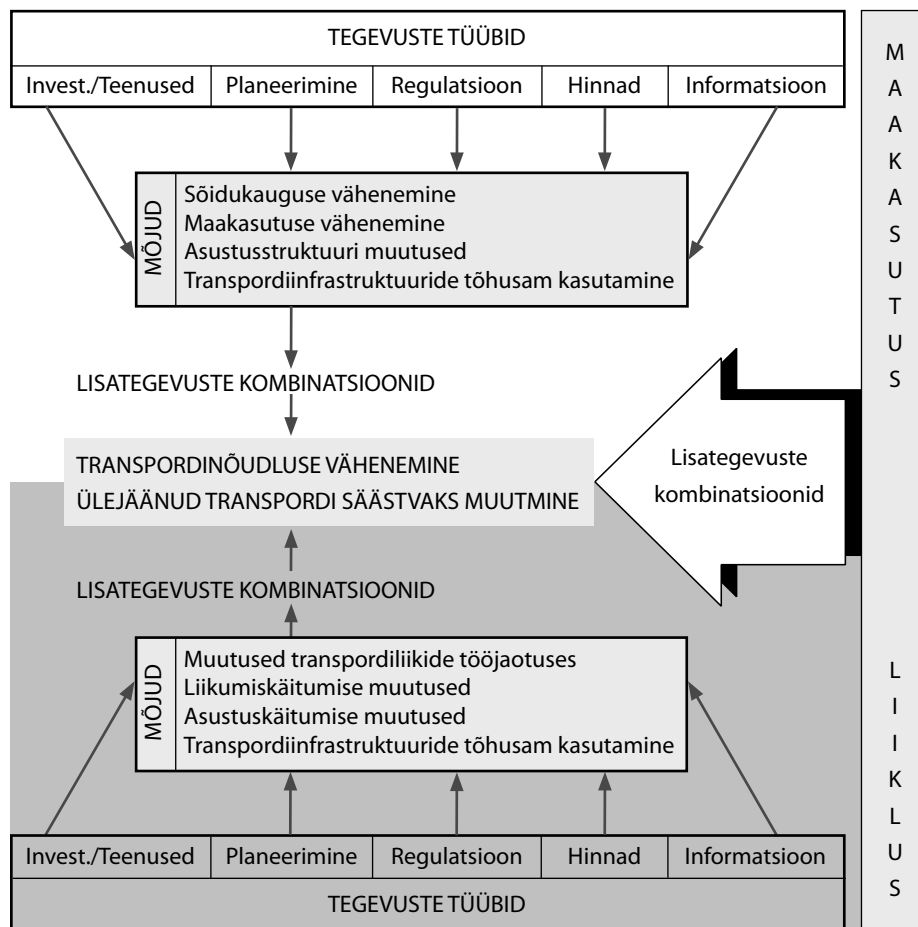 TEGEVUSTE TÜÜBID
Invest./Teenused Planeerimine Regulatsioon Hinnad Informatsioon
MÕJUD
Sõidukauguse vähenemine
Maakasutuse vähenemine
Asustusstruktuuri muutused
Transpordiinfrastruktuuride tõhusam kasutamine
LISATEGEVUSTE KOMBINATSIOONID
TRANSPORDINÕUDLUSE VÄHENEMINE
ÜLEJÄÄNUD TRANSPORDI SÄÄSTVAKS MUUTMINE
Lisategevuste
kombinatsioonid
LISATEGEVUSTE KOMBINATSIOONID
MÕJUD
Muutused transpordiliikide tööjaotuses
Liikumiskäitumise muutused
Asustuskäitumise muutused
Transpordiinfrastruktuuride tõhusam kasutamine
Invest./Teenused Planeerimine Regulatsioon Hinnad Informatsioon
TEGEVUSTE TÜÜBID
MAAKASUTUS
LIIKLUS